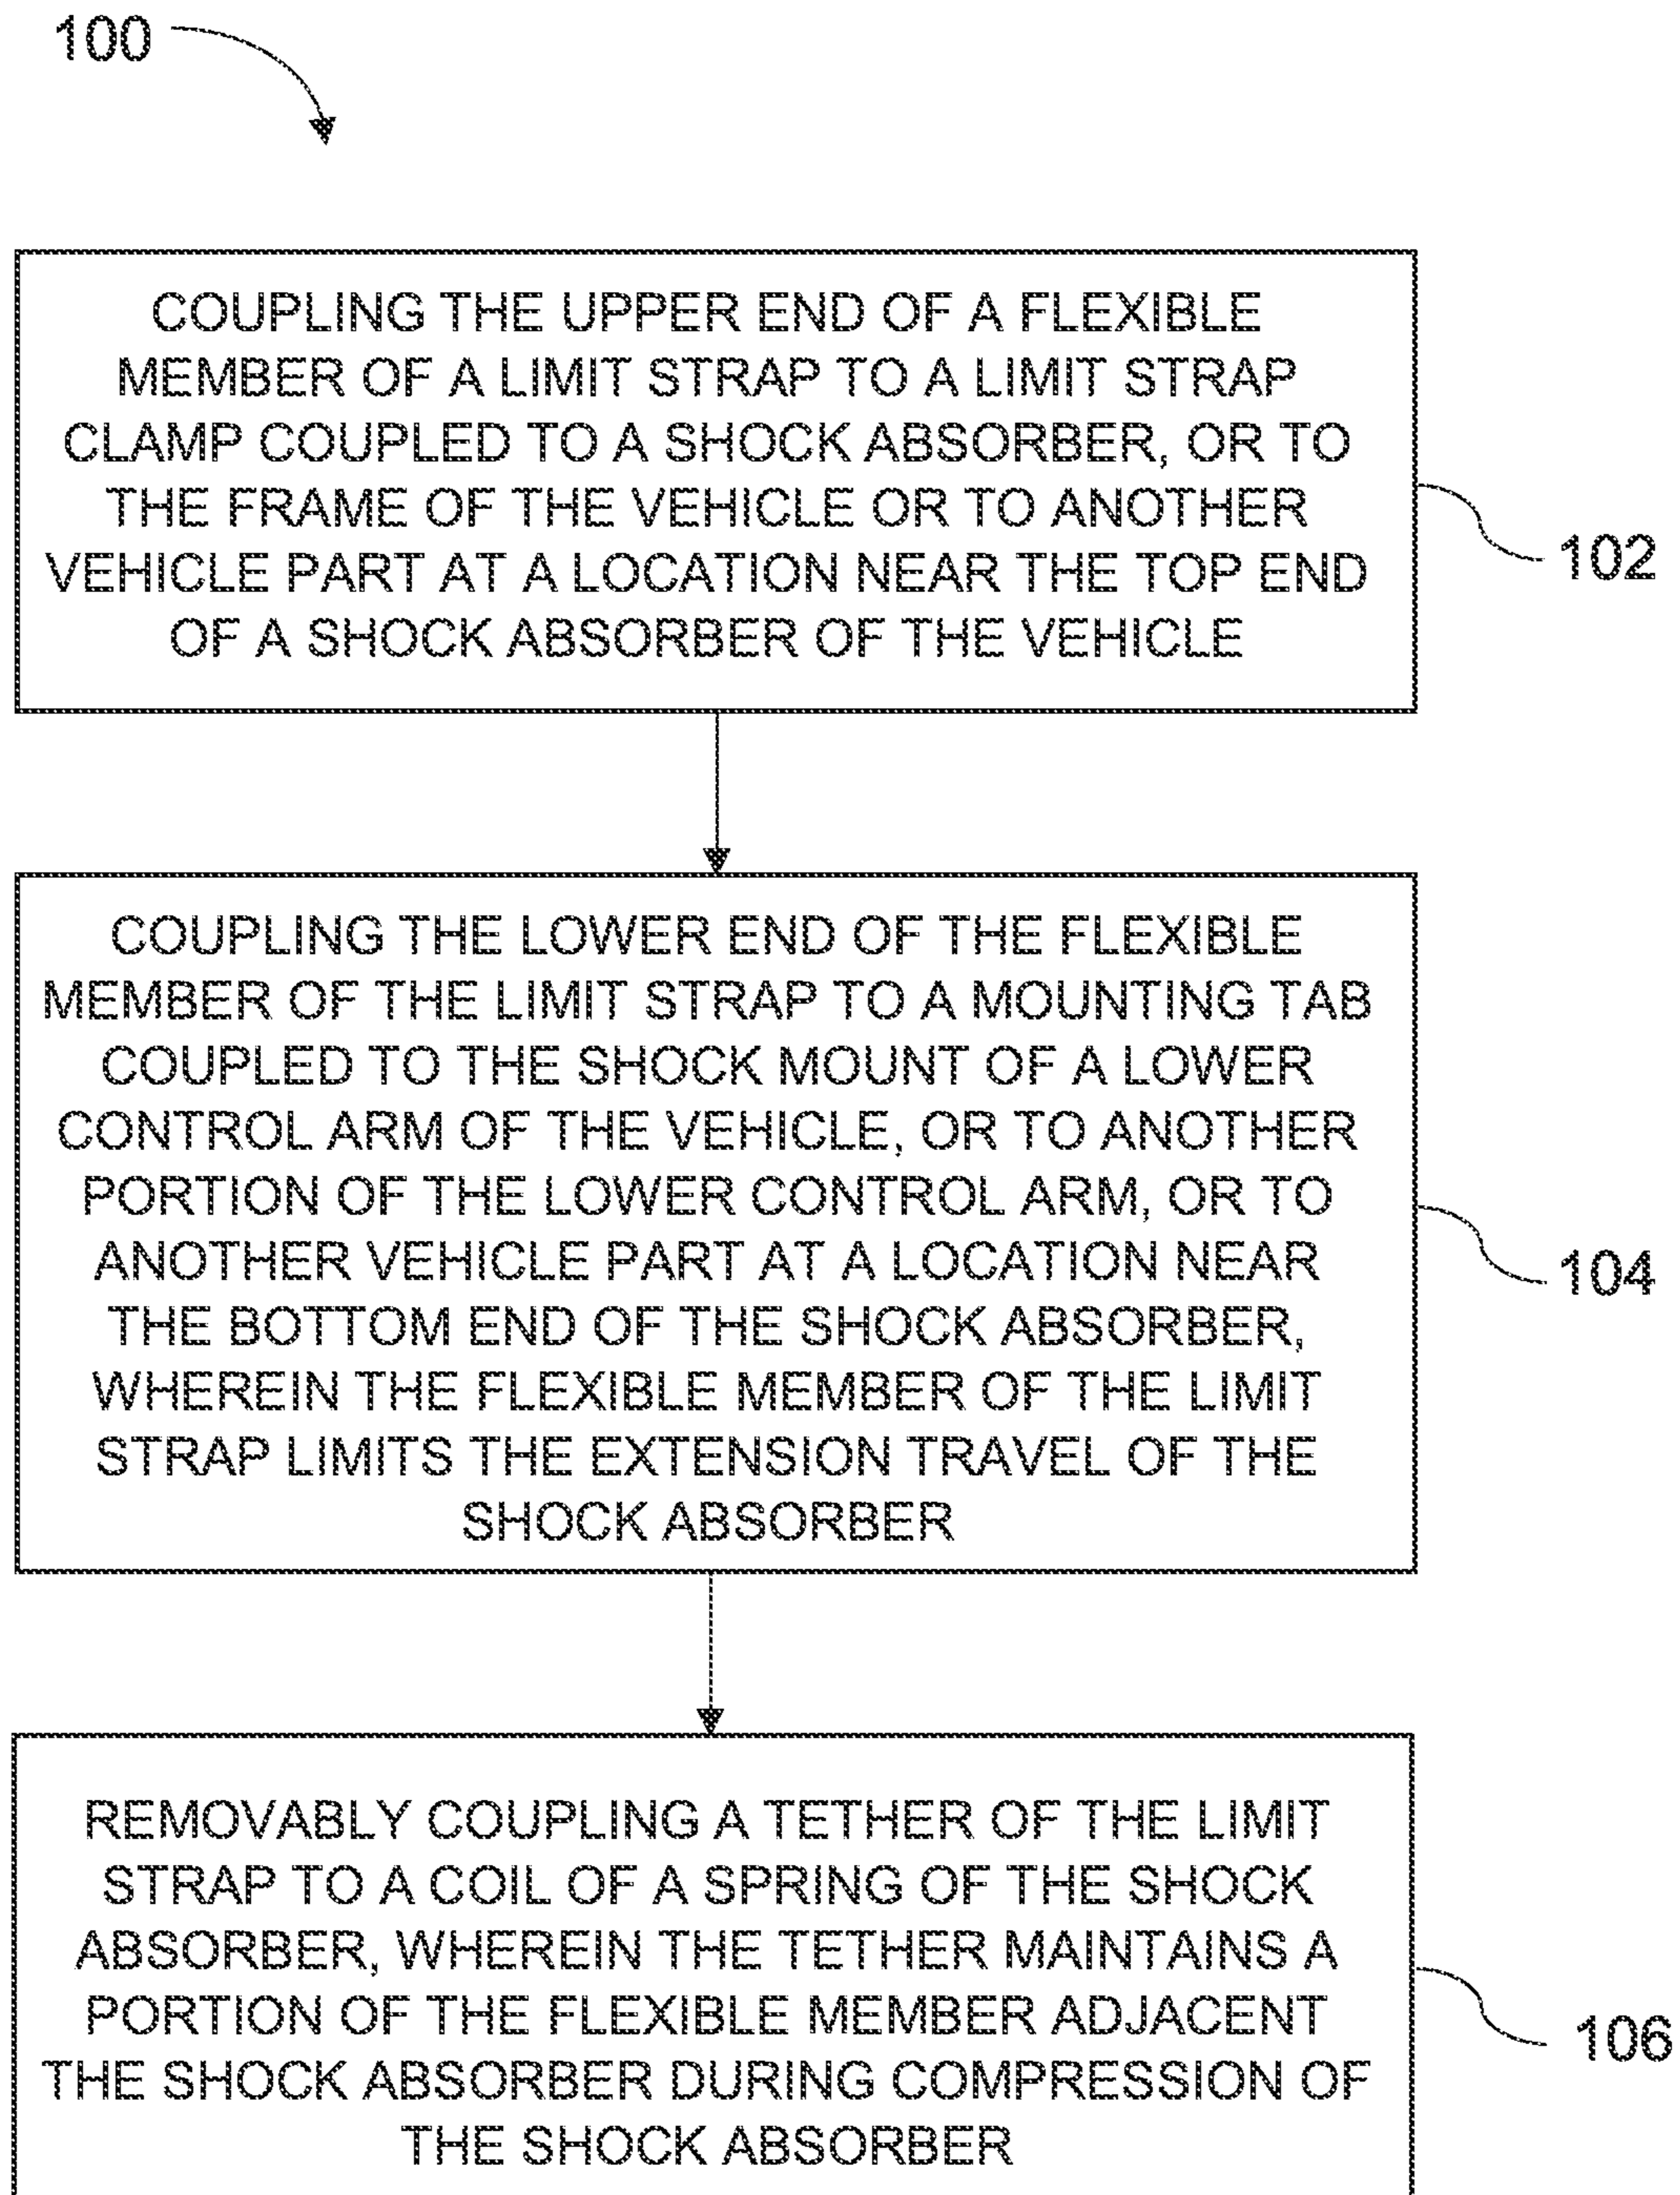 100
COUPLING THE UPPER END OF A FLEXIBLE
MEMBER OF A LIMIT STRAP TO A LIMIT STRAP
CLAMP COUPLED TO A SHOCK ABSORBER, OR TO
THE FRAME OF THE VEHICLE OR TO ANOTHER
VEHICLE PART AT A LOCATION NEAR THE TOP END
OF A SHOCK ABSORBER OF THE VEHICLE
102
COUPLING THE LOWER END OF THE FLEXIBLE
MEMBER OF THE LIMIT STRAP TO A MOUNTING TAB
COUPLED TO THE SHOCK MOUNT OF A LOWER
CONTROL ARM OF THE VEHICLE, OR TO ANOTHER
PORTION OF THE LOWER CONTROL ARM, OR TO
ANOTHER VEHICLE PART AT A LOCATION NEAR
THE BOTTOM END OF THE SHOCK ABSORBER,
WHEREIN THE FLEXIBLE MEMBER OF THE LIMIT
STRAP LIMITS THE EXTENSION TRAVEL OF THE
SHOCK ABSORBER
104
REMOVABLY COUPLING A TETHER OF THE LIMIT
STRAP TO A COIL OF A SPRING OF THE SHOCK
ABSORBER, WHEREIN THE TETHER MAINTAINS A
PORTION OF THE FLEXIBLE MEMBER ADJACENT
THE SHOCK ABSORBER DURING COMPRESSION OF
THE SHOCK ABSORBER
106